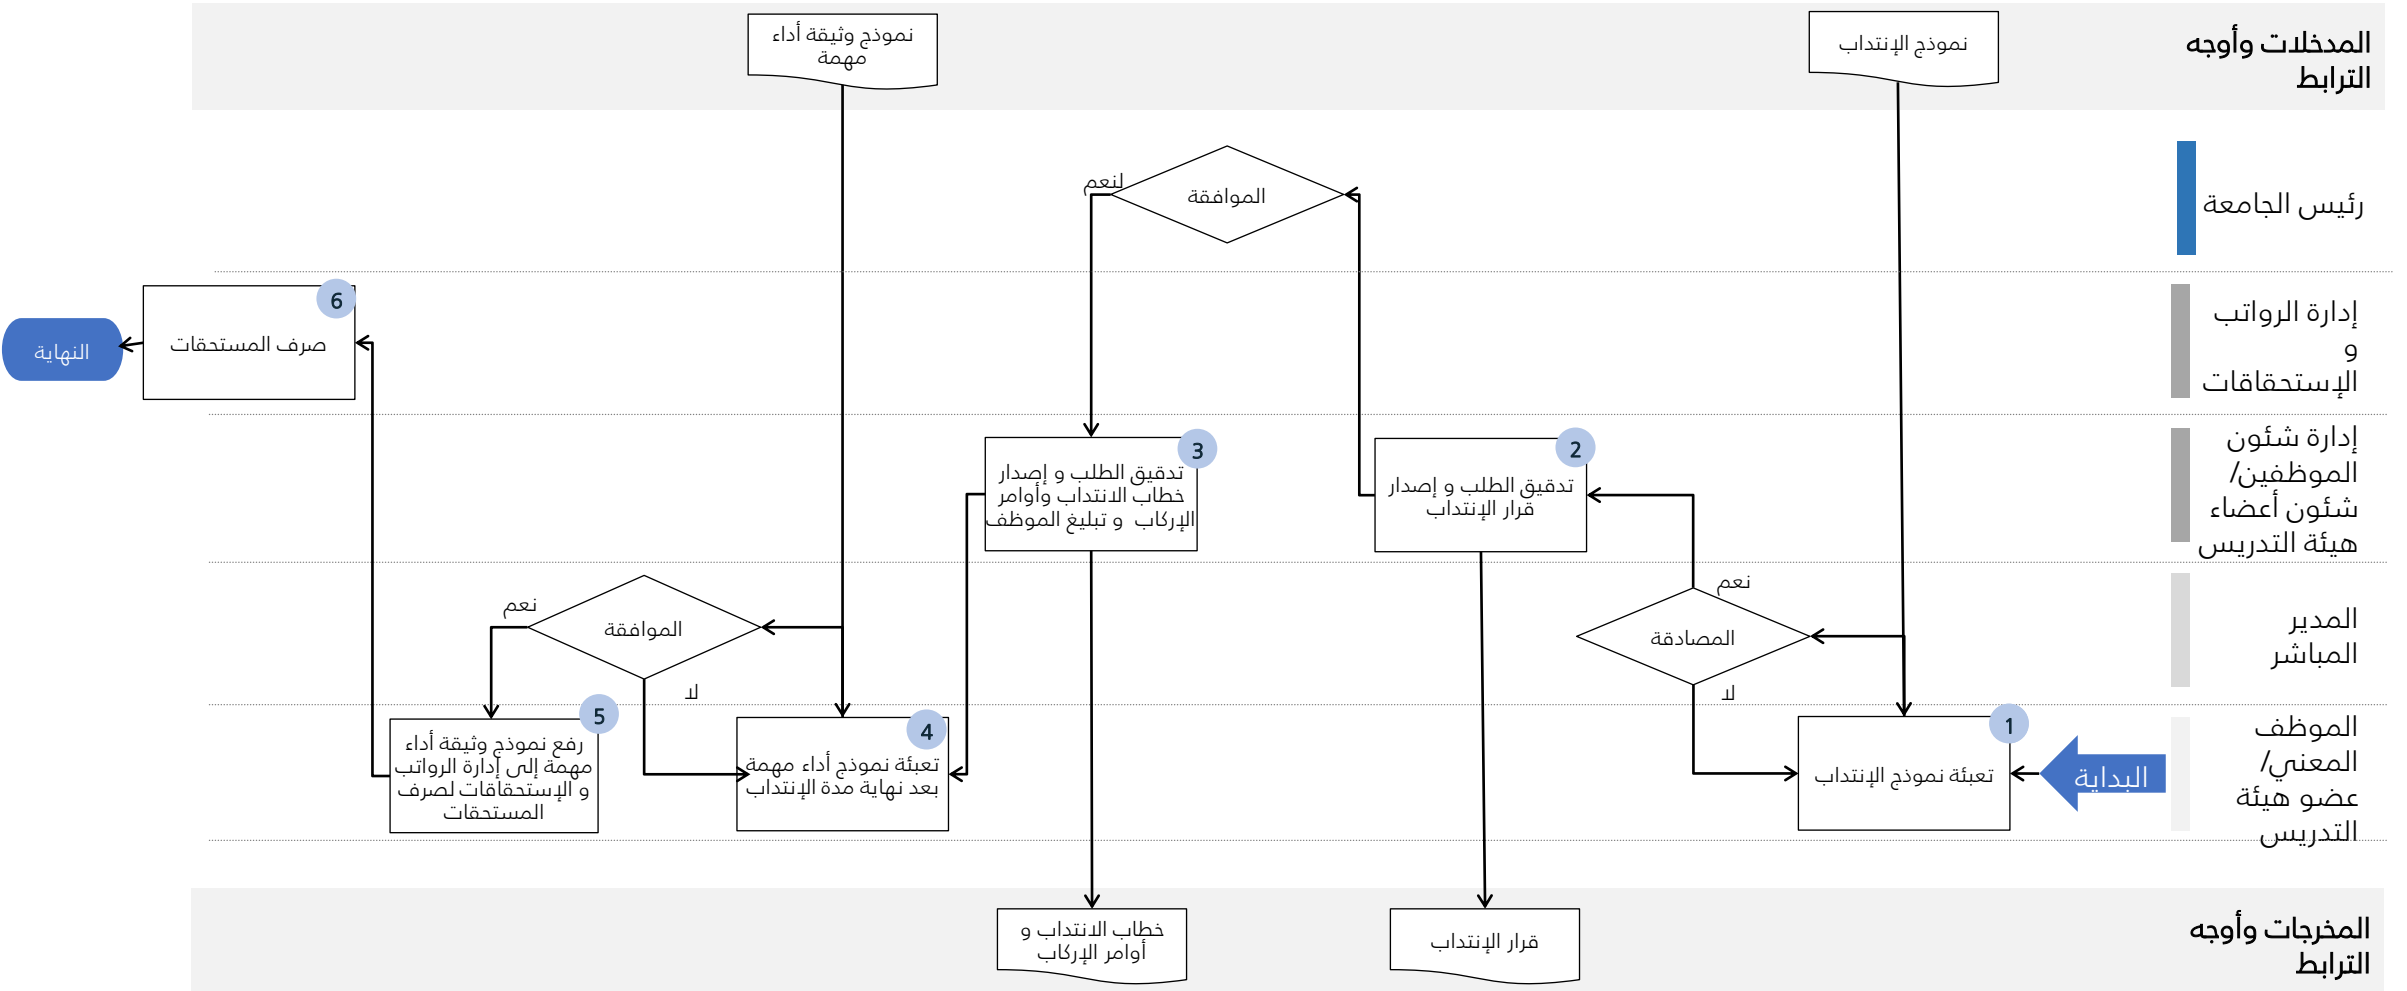 المدخلات وأوجه
الترابط
نموذج الإنتداب
نموذج وثيقة أداء
مهمة
رئيس الجامعة
الموافقة
لنعم
إدارة الرواتب
و
الإستحقاقات
6
صرف المستحقات
النهاية
إدارة شئون
الموظفين/
شئون أعضاء
هيئة التدريس
2
تدقيق الطلب و إصدار
قرار الإنتداب
3
تدقيق الطلب و إصدار
خطاب الانتداب وأوامر
الإركاب و تبليغ الموظف
المدير
المباشر
نعم
المصادقة
لا
الموافقة
نعم
لا
الموظف
المعني/
عضو هيئة
التدريس
البداية
1
تعبئة نموذج الإنتداب
4
تعبئة نموذج أداء مهمة
بعد نهاية مدة الإنتداب
5
رفع نموذج وثيقة أداء
مهمة إلى إدارة الرواتب
و الإستحقاقات لصرف
المستحقات
المخرجات وأوجه
الترابط
قرار الإنتداب
خطاب الانتداب و
أوامر الإركاب